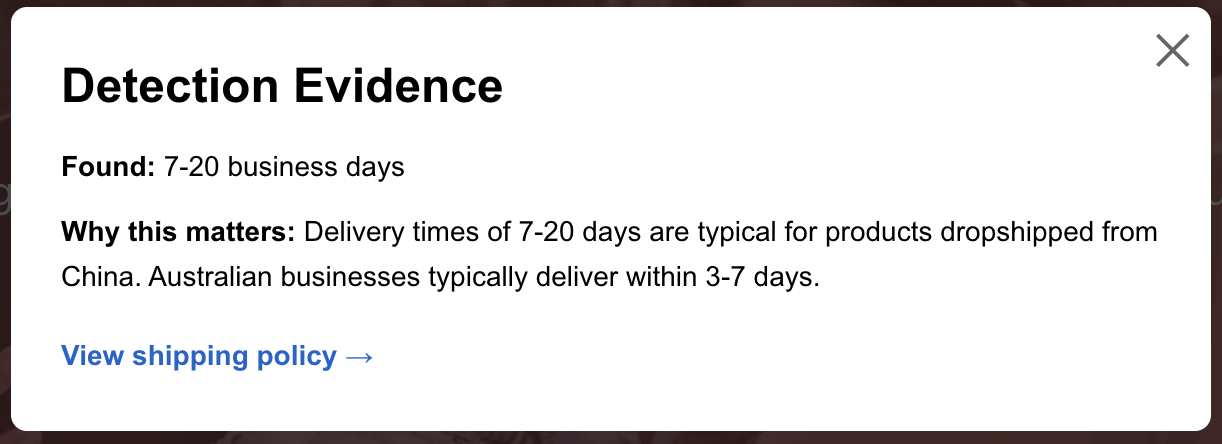 Detection Evidence
Found: 7-20 business days
Why this matters: Delivery times of 7-20 days are typical for products dropshipped from
China. Australian businesses typically deliver within 3-7 days.
View shipping policy →